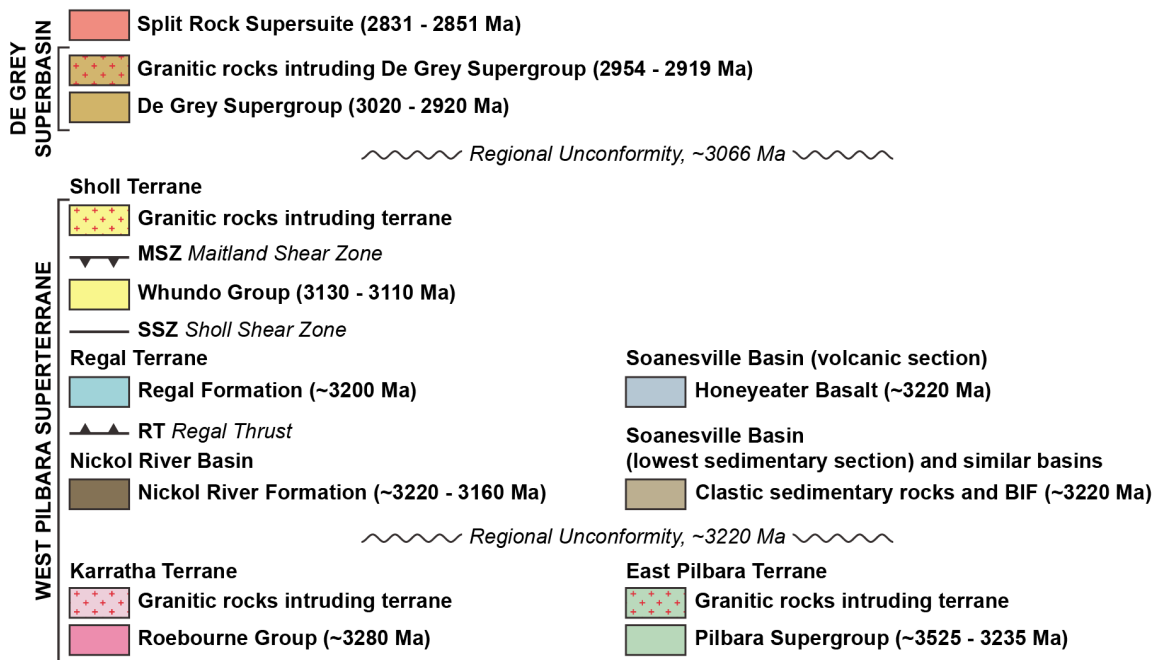 DE GREY
SUPERBASIN
Split Rock Supersuite (2831 - 2851 Ma)
Granitic rocks intruding De Grey Supergroup (2954 - 2919 Ma)
De Grey Supergroup (3020 - 2920 Ma)
Regional Unconformity, ~3066 Ma
WEST PILBARA SUPERTERRANE
Sholl Terrane
Granitic rocks intruding terrane
MSZ Maitland Shear Zone
Whundo Group (3130 - 3110 Ma)
SSZ Sholl Shear Zone
Regal Terrane
Regal Formation (~3200 Ma)
RT Regal Thrust
Nickol River Basin
Nickol River Formation (~3220 - 3160 Ma)
Soanesville Basin (volcanic section)
Honeyeater Basalt (~3220 Ma)
Soanesville Basin
(lowest sedimentary section) and similar basins
Clastic sedimentary rocks and BIF (~3220 Ma)
Regional Unconformity, ~3220 Ma
Karratha Terrane
Granitic rocks intruding terrane
Roebourne Group (~3280 Ma)
East Pilbara Terrane
Granitic rocks intruding terrane
Pilbara Supergroup (~3525 - 3235 Ma)